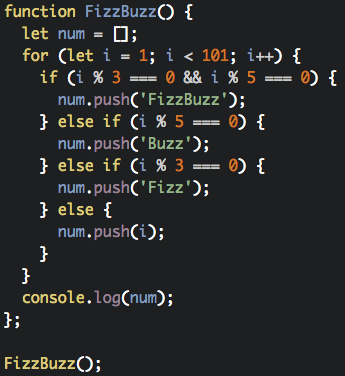 function FizzBuzz() {
  let num = [];
  for (let i = 1; i < 101; i++) {
    if (i % 3 === 0 && i % 5 === 0) {
      num.push('FizzBuzz');
    } else if (i % 5 === 0) {
      num.push('Buzz');
    } else if (i % 3 === 0) {
      num.push('Fizz');
    } else {
      num.push(i);
    }
  }
  console.log(num);
};

FizzBuzz();